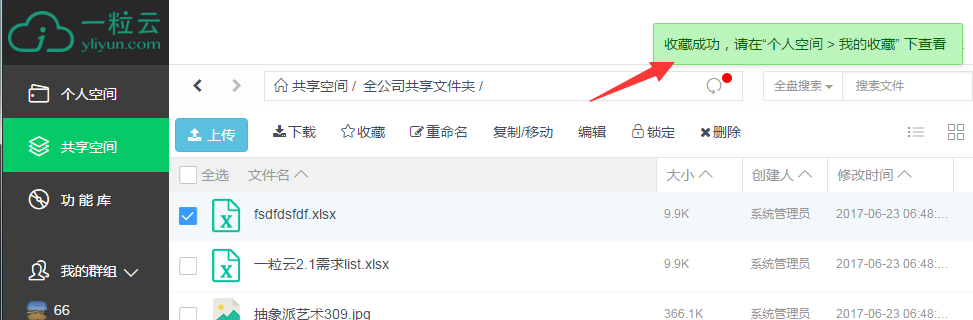 一粒云
yliyun.com
收藏成功，请在“个人空间 > 我的收藏” 下查看
个人空间
共享空间 / 全公司共享文件夹 /
全盘搜索
搜索文件
共享空间
上传
下载
收藏
重命名
复制/移动
编辑
锁定
删除
全选
文件名
大小
创建人
修改时间
功能库
fsdfdsfdf.xlsx
9.9K
系统管理员
2017-06-23 06:48:...
一粒云2.1需求list.xlsx
9.9K
系统管理员
2017-06-23 06:48:...
我的群组
66
抽象派艺术309.jpg
366.1K
系统管理员
2017-06-23 06:48:...